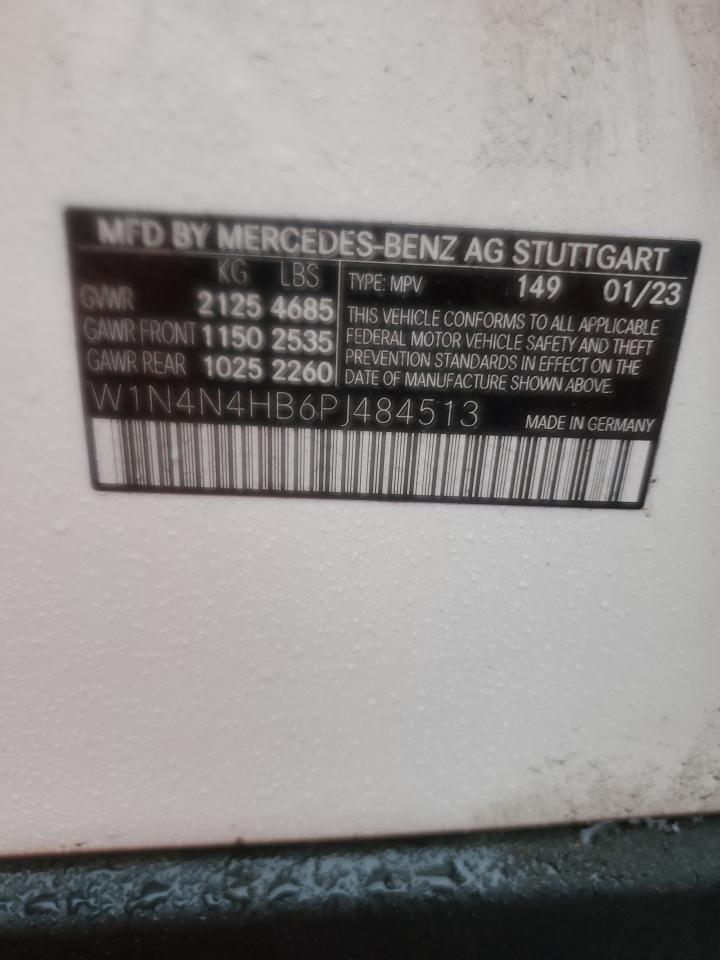 MFD BY MERCEDES-BENZ AG STUTTGART
KG LBS
GVWR 2125 4685
GAWR FRONT 1150 2535
GAWR REAR 1025 2260
TYPE: MPV 149 01/23
THIS VEHICLE CONFORMS TO ALL APPLICABLE
FEDERAL MOTOR VEHICLE SAFETY AND THEFT
PREVENTION STANDARDS IN EFFECT ON THE
DATE OF MANUFACTURE SHOWN ABOVE.
W1N4N4HB6PJ484513
MADE IN GERMANY